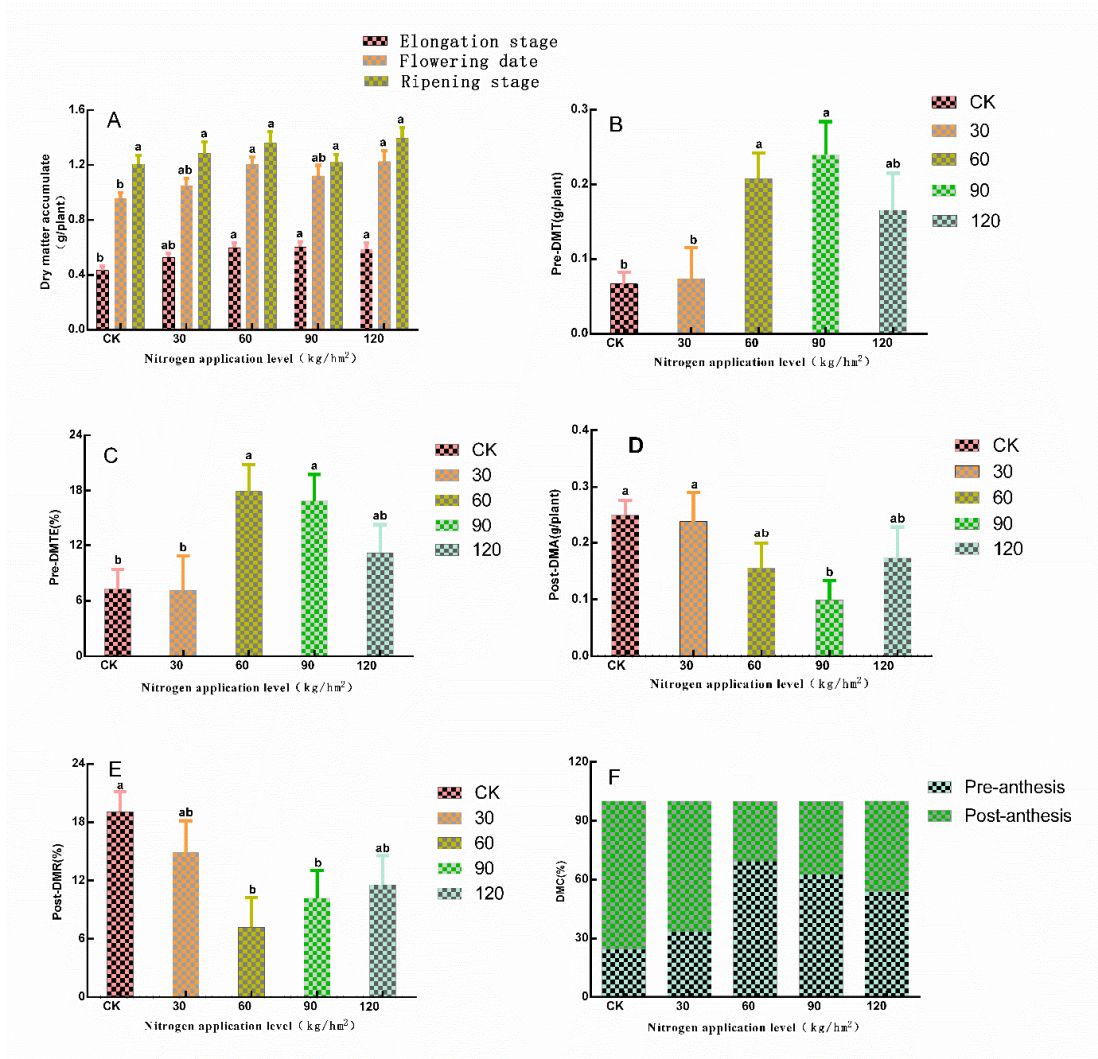 Elongation stage
Flowering date
Ripening stage
A
Dry matter accumulate
（g/plant）
1.6
1.2
0.8
0.4
0.0
b b a
ab ab a
a a a
a ab a
a a a
CK 30 60 90 120
Nitrogen application level（kg/hm²）
B
Pre-DMT(g/plant)
0.3
0.2
0.1
0.0
b b a a ab
CK 30 60 90 120
Nitrogen application level（kg/hm²）
CK
30
60
90
120
C
Pre-DMTE(%)
24
18
12
6
0
b b a a ab
CK 30 60 90 120
Nitrogen application level（kg/hm²）
CK
30
60
90
120
D
Post-DMA(g/plant)
0.4
0.3
0.2
0.1
0.0
a a ab b ab
CK 30 60 90 120
Nitrogen application level（kg/hm²）
CK
30
60
90
120
E
Post-DMR(%)
24
18
12
6
0
a ab b b ab
CK 30 60 90 120
Nitrogen application level（kg/hm²）
CK
30
60
90
120
F
DMC(%)
120
90
60
30
0
CK 30 60 90 120
Nitrogen application level（kg/hm²）
Pre-anthesis
Post-anthesis